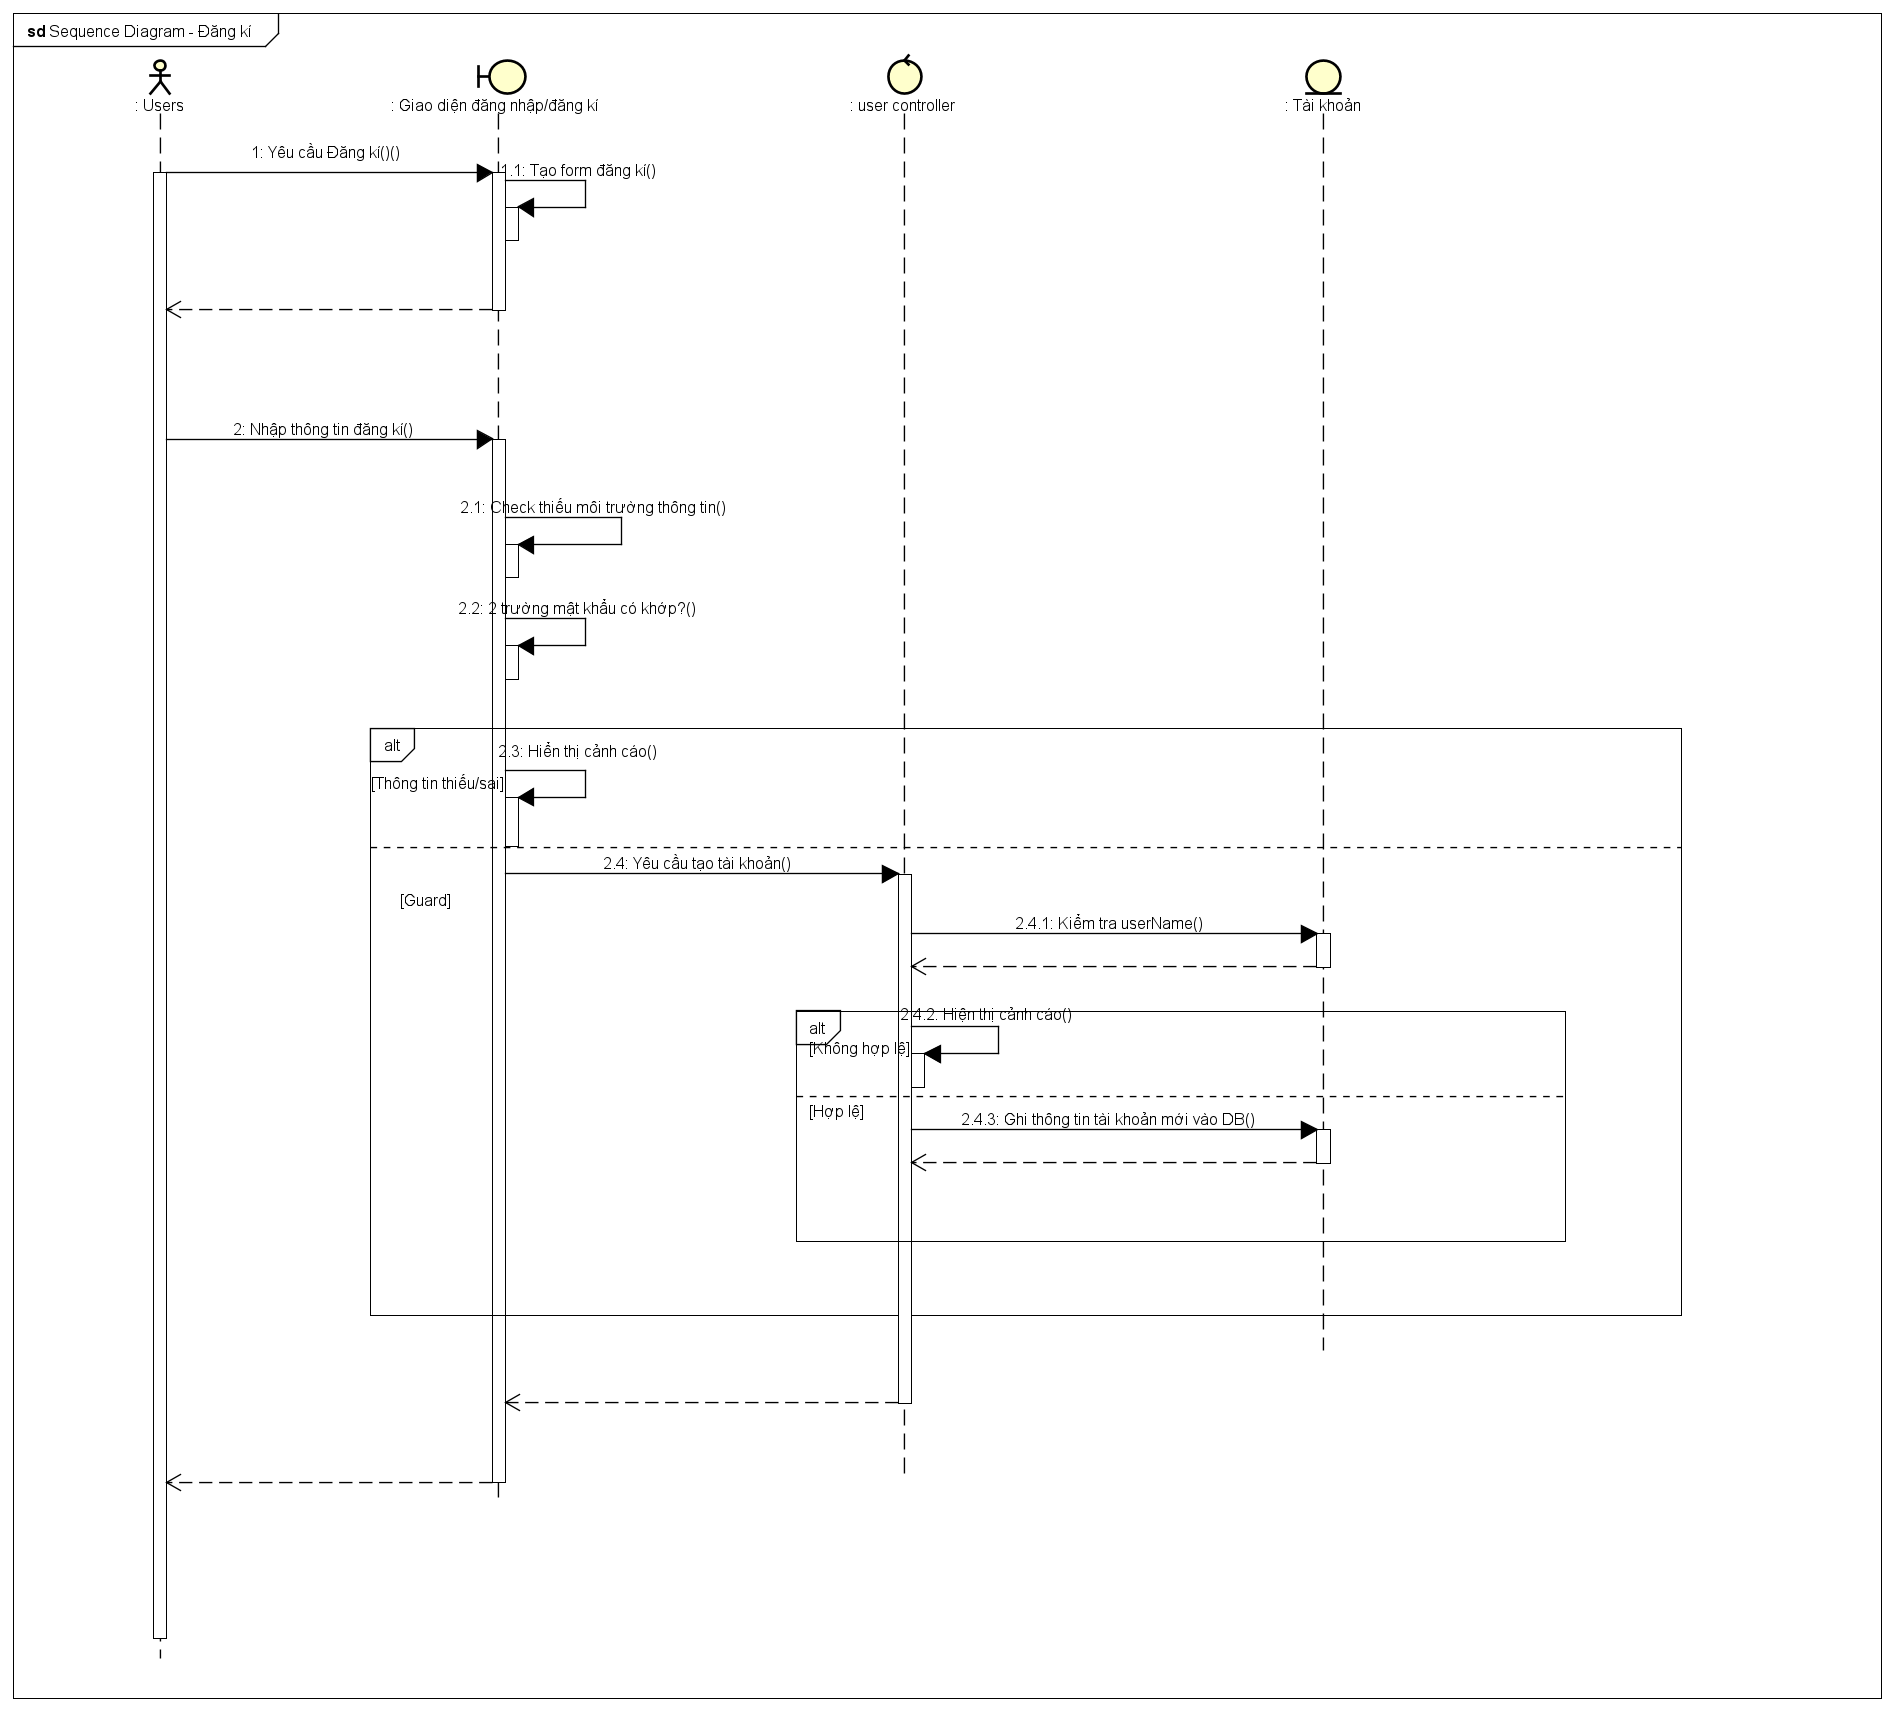 sd Sequence Diagram - Đăng kí
: Users
: Giao diện đăng nhập/đăng kí
: user controller
: Tài khoản
1: Yêu cầu Đăng kí()()
1.1: Tạo form đăng kí()
2: Nhập thông tin đăng kí()
2.1: Check thiếu môi trường thông tin()
2.2: 2 trường mật khẩu có khớp?()
alt
2.3: Hiển thị cảnh cáo()
[Thông tin thiếu/sai]
2.4: Yêu cầu tạo tài khoản()
[Guard]
2.4.1: Kiểm tra userName()
2.4.2: Hiện thị cảnh cáo()
alt
[Không hợp lệ]
[Hợp lệ]
2.4.3: Ghi thông tin tài khoản mới vào DB()